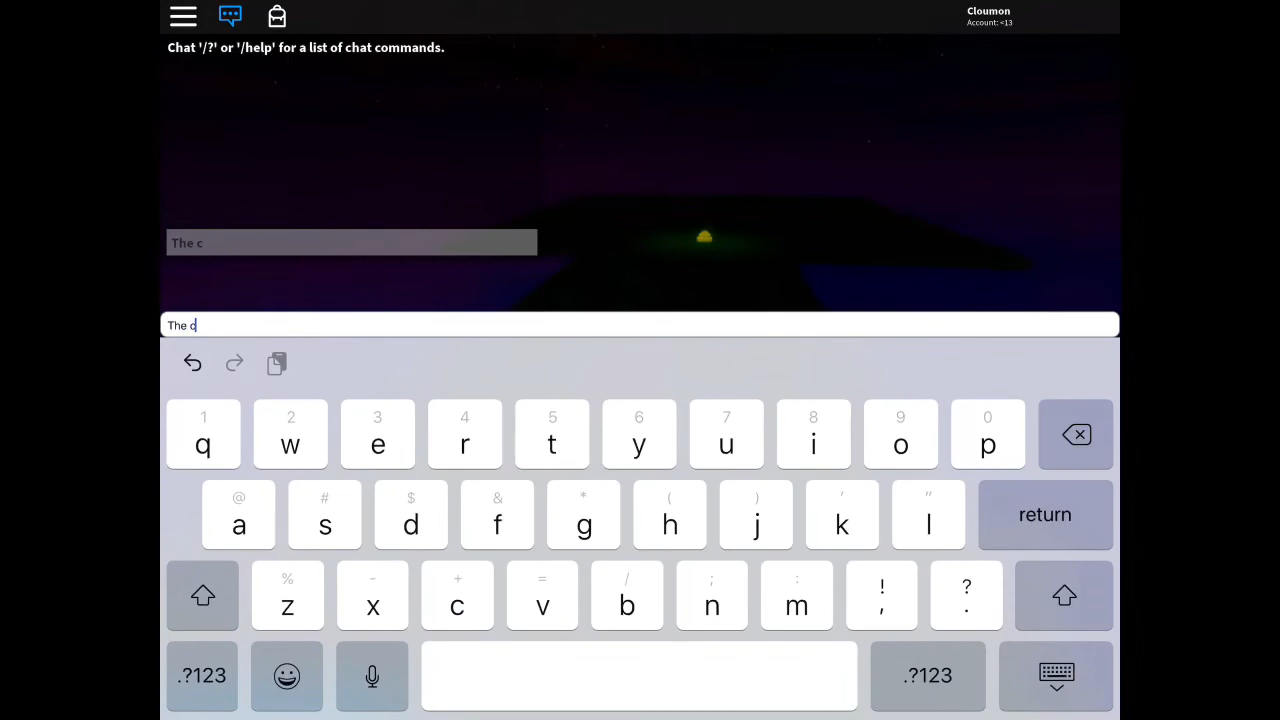 Cloumon
Account: <13
Chat '/?' or '/help' for a list of chat commands.
The c
The c
1 2 3 4 5 6 7 8 9 0
q w e r t y u i o p
@ # $ & * ( ) ' "
a s d f g h j k l return
% - + = / ; : ! ?
z x c v b n m , .
.?123 .?123